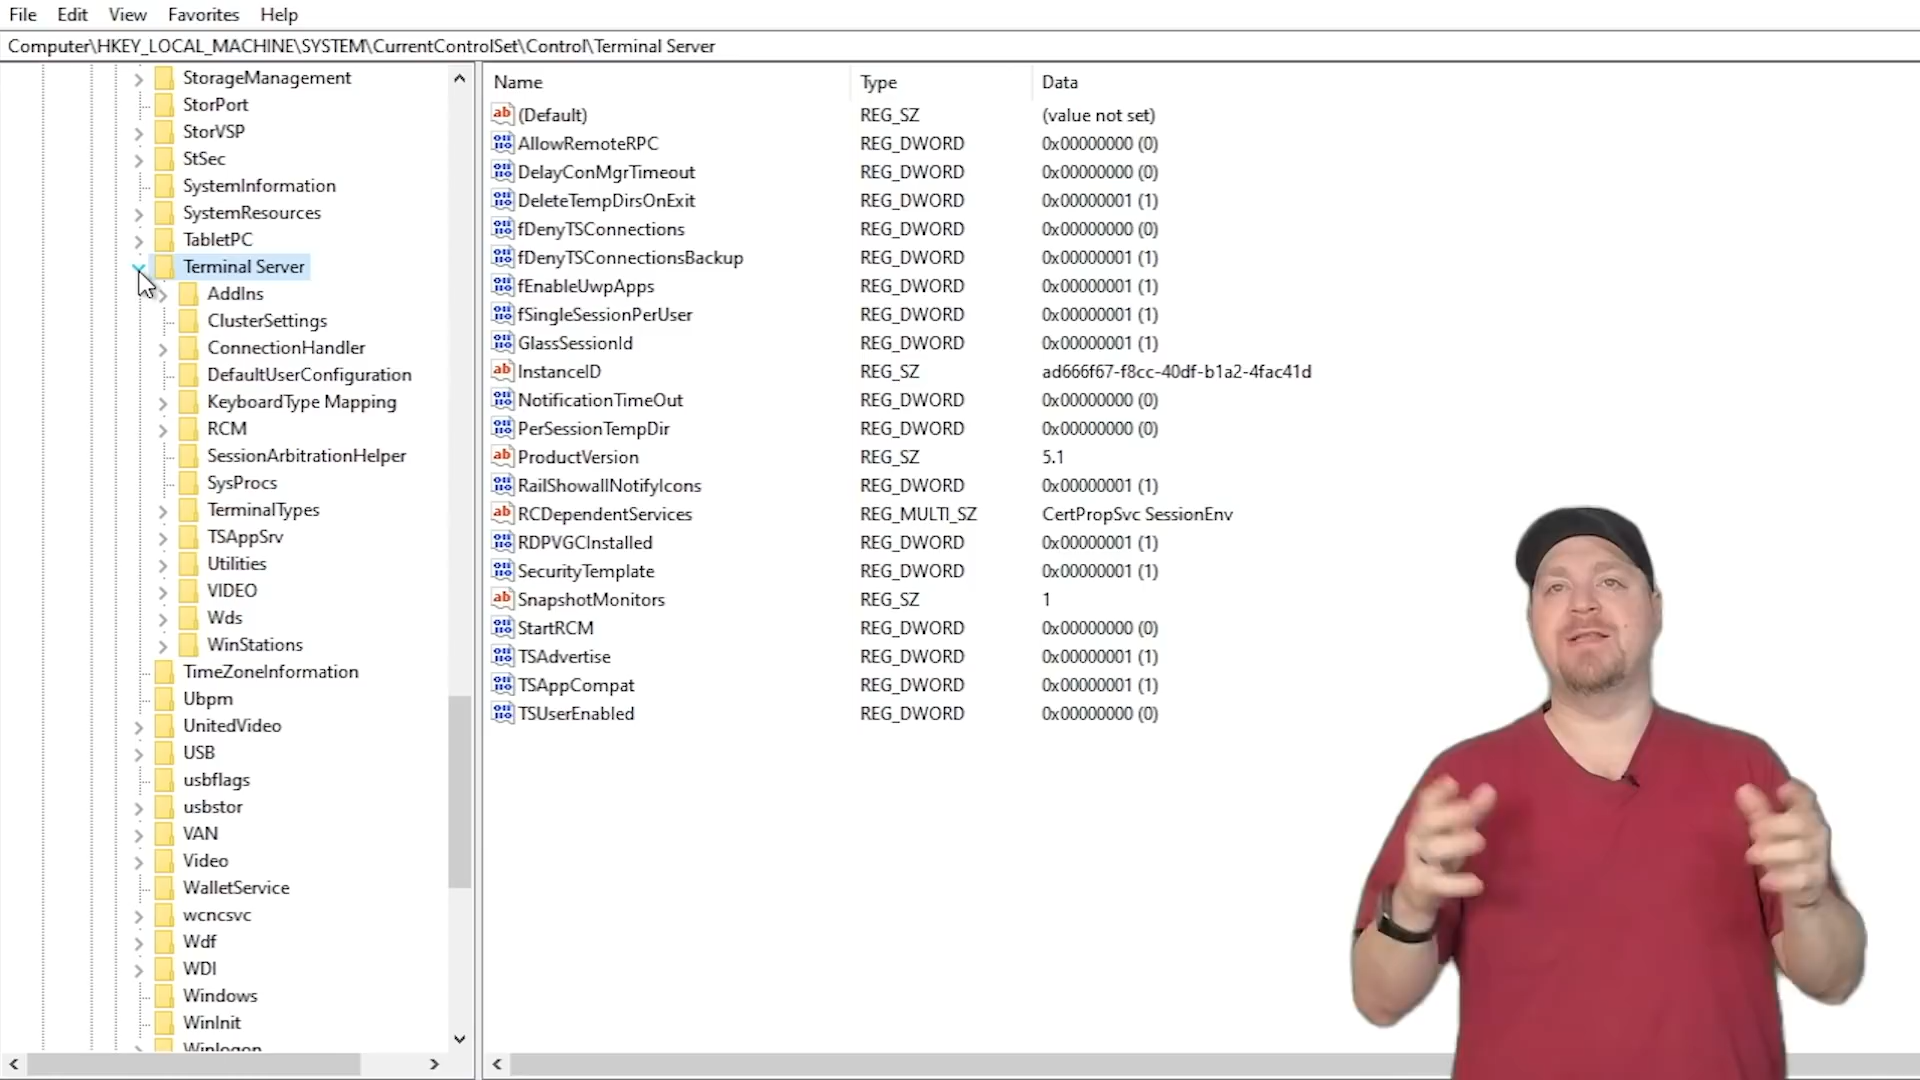 File Edit View Favorites Help
Computer\HKEY_LOCAL_MACHINE\SYSTEM\CurrentControlSet\Control\Terminal Server
StorageManagement
StorPort
StorVSP
StSec
SystemInformation
SystemResources
TabletPC
Terminal Server
AddIns
ClusterSettings
ConnectionHandler
DefaultUserConfiguration
KeyboardType Mapping
RCM
SessionArbitrationHelper
SysProcs
TerminalTypes
TSAppSrv
Utilities
VIDEO
Wds
WinStations
TimeZoneInformation
Ubpm
UnitedVideo
USB
usbflags
usbstor
VAN
Video
WalletService
wcncsvc
Wdf
WDI
Windows
WinInit
Winlogon
Name Type Data
(Default) REG_SZ (value not set)
AllowRemoteRPC REG_DWORD 0x00000000 (0)
DelayConMgrTimeout REG_DWORD 0x00000000 (0)
DeleteTempDirsOnExit REG_DWORD 0x00000001 (1)
fDenyTSConnections REG_DWORD 0x00000000 (0)
fDenyTSConnectionsBackup REG_DWORD 0x00000001 (1)
fEnableUwpApps REG_DWORD 0x00000001 (1)
fSingleSessionPerUser REG_DWORD 0x00000001 (1)
GlassSessionId REG_DWORD 0x00000001 (1)
InstanceID REG_SZ ad666f67-f8cc-40df-b1a2-4fac41d
NotificationTimeOut REG_DWORD 0x00000000 (0)
PerSessionTempDir REG_DWORD 0x00000000 (0)
ProductVersion REG_SZ 5.1
RailShowallNotifyIcons REG_DWORD 0x00000001 (1)
RCDependentServices REG_MULTI_SZ CertPropSvc SessionEnv
RDPVGCInstalled REG_DWORD 0x00000001 (1)
SecurityTemplate REG_DWORD 0x00000001 (1)
SnapshotMonitors REG_SZ 1
StartRCM REG_DWORD 0x00000000 (0)
TSAdvertise REG_DWORD 0x00000001 (1)
TSAppCompat REG_DWORD 0x00000001 (1)
TSUserEnabled REG_DWORD 0x00000000 (0)